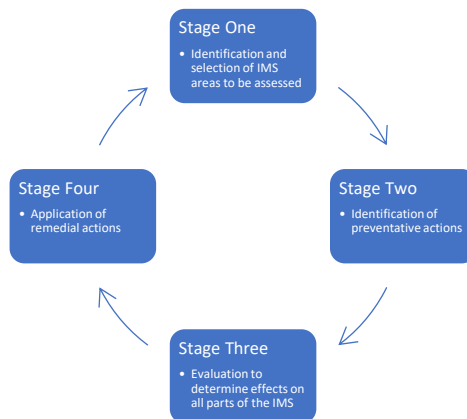 Stage One
• Identification and
selection of IMS
areas to be assessed
Stage Two
• Identification of
preventative actions
Stage Three
• Evaluation to
determine effects on
all parts of the IMS
Stage Four
• Application of
remedial actions